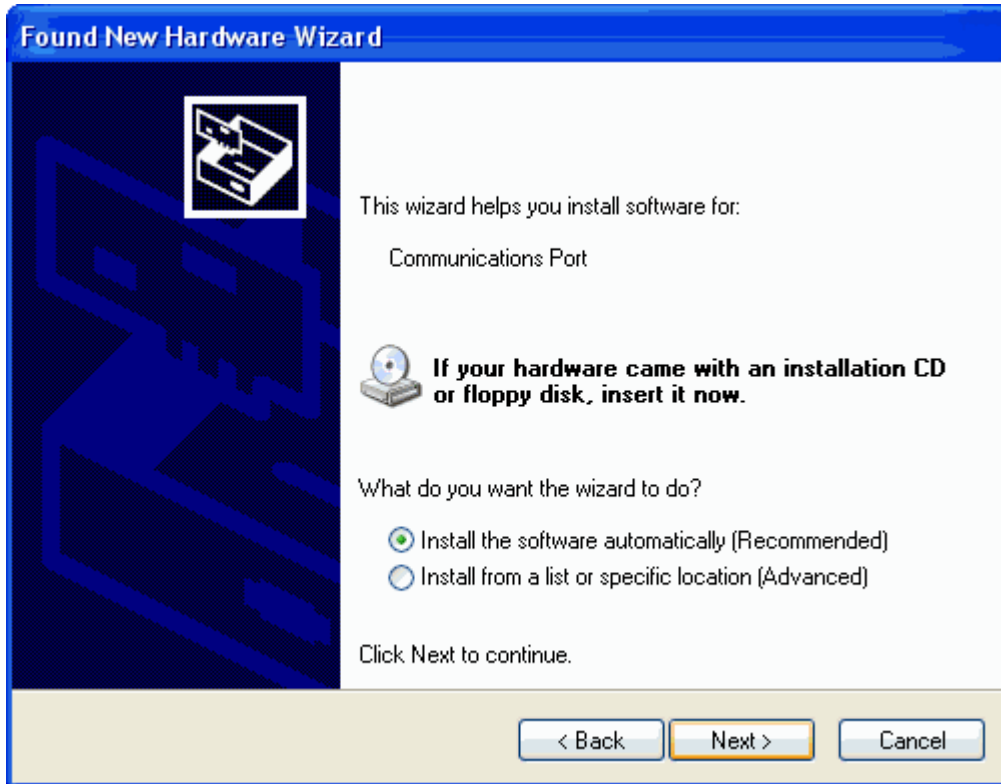 Found New Hardware Wizard
This wizard helps you install software for:
Communications Port
If your hardware came with an installation CD
or floppy disk, insert it now.
What do you want the wizard to do?
Install the software automatically (Recommended)
Install from a list or specific location (Advanced)
Click Next to continue.
< Back
Next >
Cancel